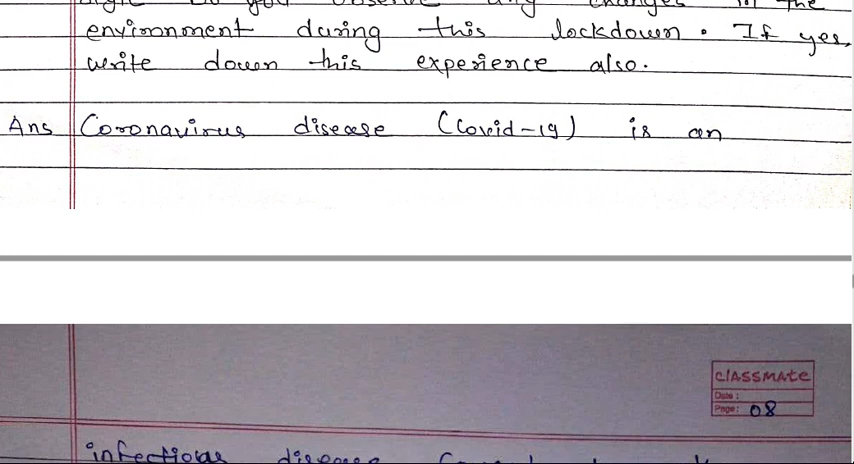 environment during this lockdown. If yes,
write down this experience also.
Ans Coronavirus disease (Covid-19) is an
classmate
Date:
Page: 08
infectious disease